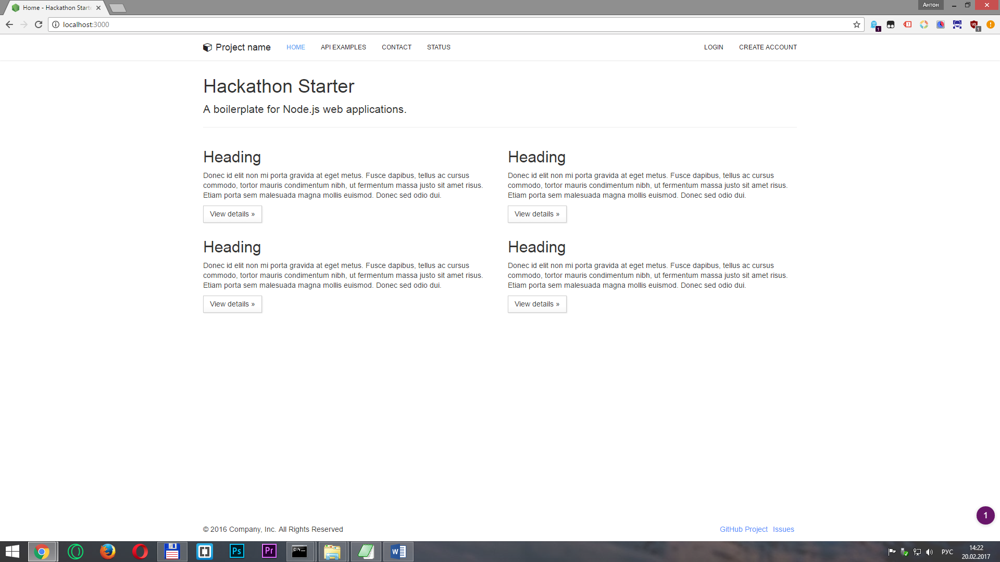 Home - Hackathon Starte
Антон
localhost:3000
1
1
1
Project name
HOME
API EXAMPLES
CONTACT
STATUS
LOGIN
CREATE ACCOUNT
Hackathon Starter
A boilerplate for Node.js web applications.
Heading
Donec id elit non mi porta gravida at eget metus. Fusce dapibus, tellus ac cursus
commodo, tortor mauris condimentum nibh, ut fermentum massa justo sit amet risus.
Etiam porta sem malesuada magna mollis euismod. Donec sed odio dui.
View details »
Heading
Donec id elit non mi porta gravida at eget metus. Fusce dapibus, tellus ac cursus
commodo, tortor mauris condimentum nibh, ut fermentum massa justo sit amet risus.
Etiam porta sem malesuada magna mollis euismod. Donec sed odio dui.
View details »
Heading
Donec id elit non mi porta gravida at eget metus. Fusce dapibus, tellus ac cursus
commodo, tortor mauris condimentum nibh, ut fermentum massa justo sit amet risus.
Etiam porta sem malesuada magna mollis euismod. Donec sed odio dui.
View details »
Heading
Donec id elit non mi porta gravida at eget metus. Fusce dapibus, tellus ac cursus
commodo, tortor mauris condimentum nibh, ut fermentum massa justo sit amet risus.
Etiam porta sem malesuada magna mollis euismod. Donec sed odio dui.
View details »
1
© 2016 Company, Inc. All Rights Reserved
GitHub Project
Issues
Ps
Pr
C:\
W
РУС
14:22
20.02.2017